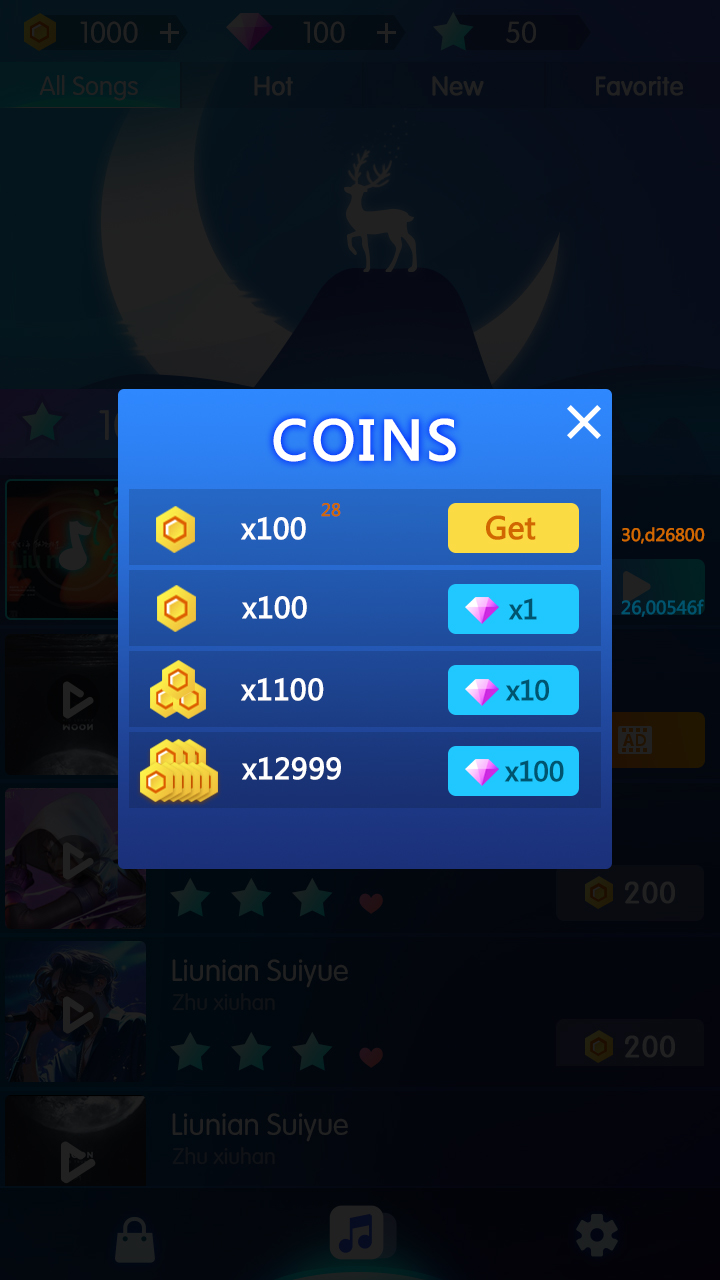 1000 + 100 + 50
All Songs Hot New Favorite
COINS
x100 28 Get
30,d26800
x100 x1
26,00546f
x1100 x10
MOON
AD
x12999 x100
200
Liunian Suiyue
Zhu xiuhan
200
Liunian Suiyue
Zhu xiuhan